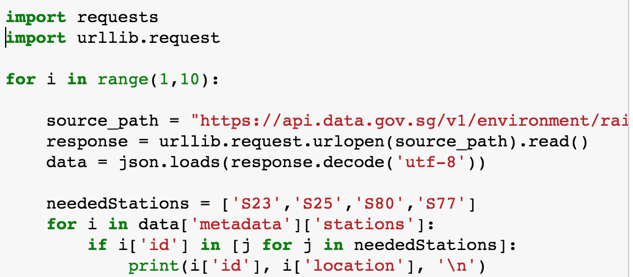 import requests
import urllib.request
for i in range(1,10):
source_path = "https://api.data.gov.sg/v1/environment/rai
response = urllib.request.urlopen(source_path).read()
data = json.loads(response.decode('utf-8'))
neededStations = ['S23','S25','S80','S77']
for i in data['metadata']['stations']:
if i['id'] in [j for j in neededStations]:
print(i['id'], i['location'], '\n')